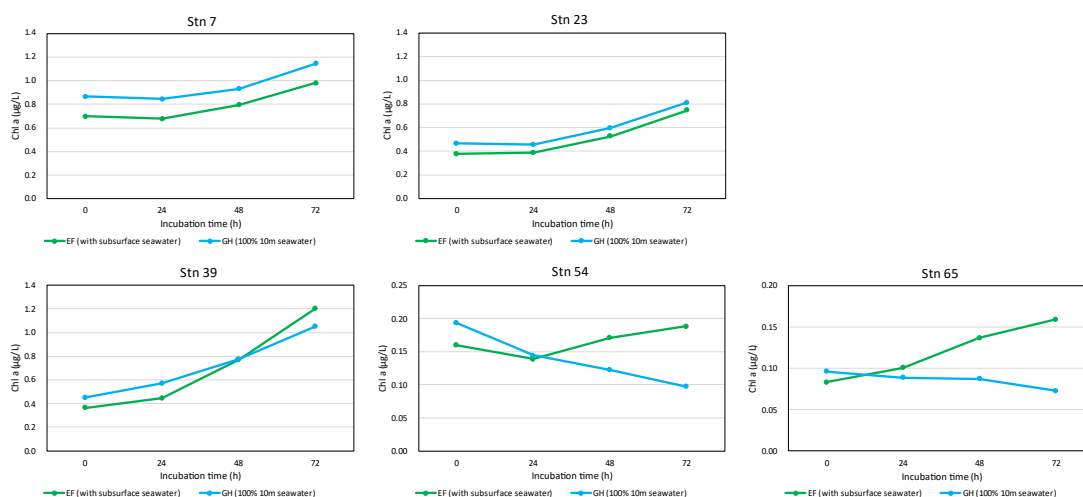 Stn 7
Chl a (µg/L)
1.4
1.2
1.0
0.8
0.6
0.4
0.2
0.0
0 24 48 72
Incubation time (h)
EF (with subsurface seawater) GH (100% 10m seawater)
Stn 23
Chl a (µg/L)
1.4
1.2
1.0
0.8
0.6
0.4
0.2
0.0
0 24 48 72
Incubation time (h)
EF (with subsurface seawater) GH (100% 10m seawater)
Stn 39
Chl a (µg/L)
1.4
1.2
1.0
0.8
0.6
0.4
0.2
0.0
0 24 48 72
Incubation time (h)
EF (with subsurface seawater) GH (100% 10m seawater)
Stn 54
Chl a (µg/L)
0.25
0.20
0.15
0.10
0.05
0.00
0 24 48 72
Incubation time (h)
EF (with subsurface seawater) GH (100% 10m seawater)
Stn 65
Chl a (µg/L)
0.20
0.15
0.10
0.05
0.00
0 24 48 72
Incubation time (h)
EF (with subsurface seawater) GH (100% 10m seawater)